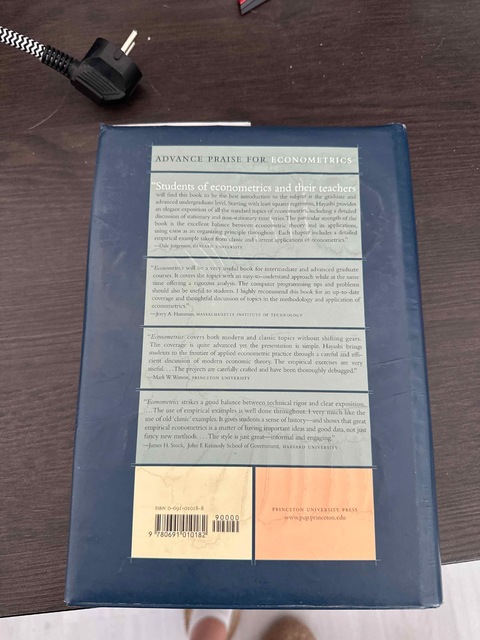 ADVANCE PRAISE FOR ECONOMETRICS
"Students of econometrics and their teachers
will find this book to be the best introduction to the subject at the graduate and
advanced undergraduate level. Starting with least squares regression, Hayashi provides
an elegant exposition of all the standard topics of econometrics, including a detailed
discussion of stationary and non-stationary time series. The particular strength of the
book is the excellent balance between econometric theory and its applications,
using GMM as an organizing principle throughout. Each chapter includes a detailed
empirical example taken from classic and current applications of econometrics."
—Dale Jorgenson, HARVARD UNIVERSITY
"Econometrics will be a very useful book for intermediate and advanced graduate
courses. It covers the topics with an easy-to-understand approach while at the same
time offering a rigorous analysis. The computer programming tips and problems
should also be useful to students. I highly recommend this book for an up-to-date
coverage and thoughtful discussion of topics in the methodology and application of
econometrics."
—Jerry A. Hausman, MASSACHUSETTS INSTITUTE OF TECHNOLOGY
"Econometrics covers both modern and classic topics without shifting gears.
The coverage is quite advanced yet the presentation is simple. Hayashi brings
students to the frontier of applied econometric practice through a careful and effi-
cient discussion of modern economic theory. The empirical exercises are very
useful. . . . The projects are carefully crafted and have been thoroughly debugged."
—Mark W. Watson, PRINCETON UNIVERSITY
"Econometrics strikes a good balance between technical rigor and clear exposition.
. . . The use of empirical examples is well done throughout. I very much like the
use of old 'classic' examples. It gives students a sense of history—and shows that great
empirical econometrics is a matter of having important ideas and good data, not just
fancy new methods. . . . The style is just great—informal and engaging."
—James H. Stock, John F. Kennedy School of Government, HARVARD UNIVERSITY
ISBN 0-691-01018-8
90000
9 780691 010182
PRINCETON UNIVERSITY PRESS
www.pup.princeton.edu